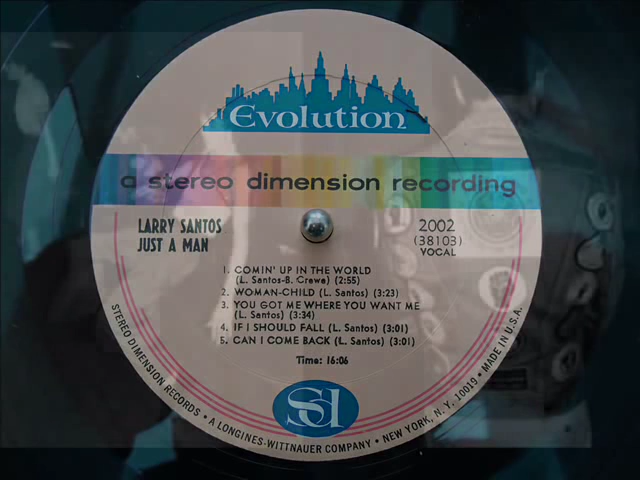 Evolution
a stereo dimension recording
LARRY SANTOS
JUST A MAN
2002
(38103)
VOCAL
1. COMIN' UP IN THE WORLD
(L. Santos-B. Crewe) (2:55)
2. WOMAN-CHILD (L. Santos) (3:23)
3. YOU GOT ME WHERE YOU WANT ME
(L. Santos) (3:34)
4. IF I SHOULD FALL (L. Santos) (3:01)
5. CAN I COME BACK (L. Santos) (3:01)
Time: 16:06
sd
STEREO DIMENSION RECORDS • A LONGINES-WITTNAUER COMPANY • NEW YORK, N. Y. 10019 • MADE IN U.S.A.